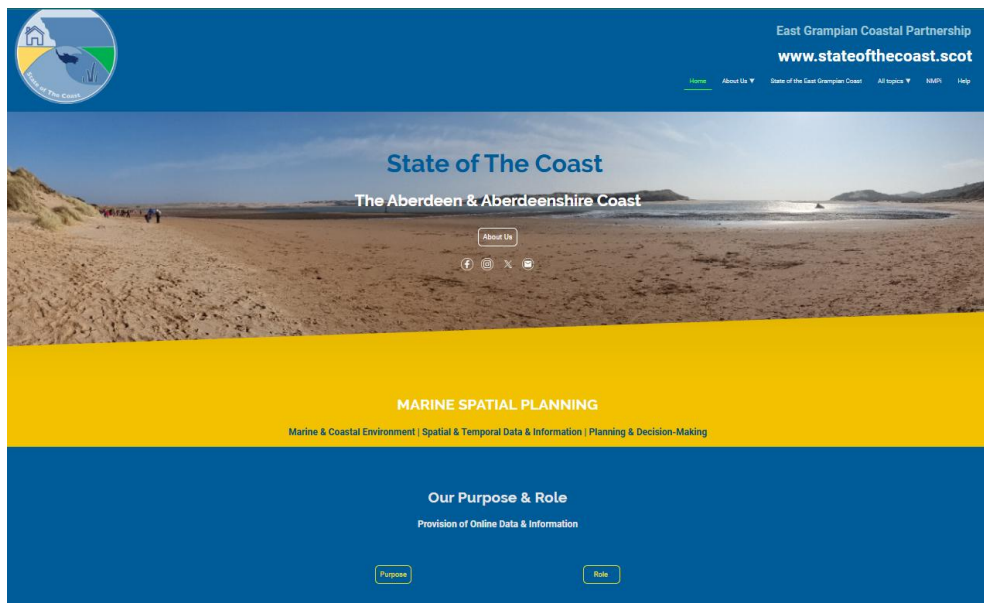 State of The Coast
East Grampian Coastal Partnership
www.stateofthecoast.scot
Home About Us ▼ State of the East Grampian Coast All topics ▼ NMPi Help
State of The Coast
The Aberdeen & Aberdeenshire Coast
About Us
MARINE SPATIAL PLANNING
Marine & Coastal Environment | Spatial & Temporal Data & Information | Planning & Decision-Making
Our Purpose & Role
Provision of Online Data & Information
Purpose Role